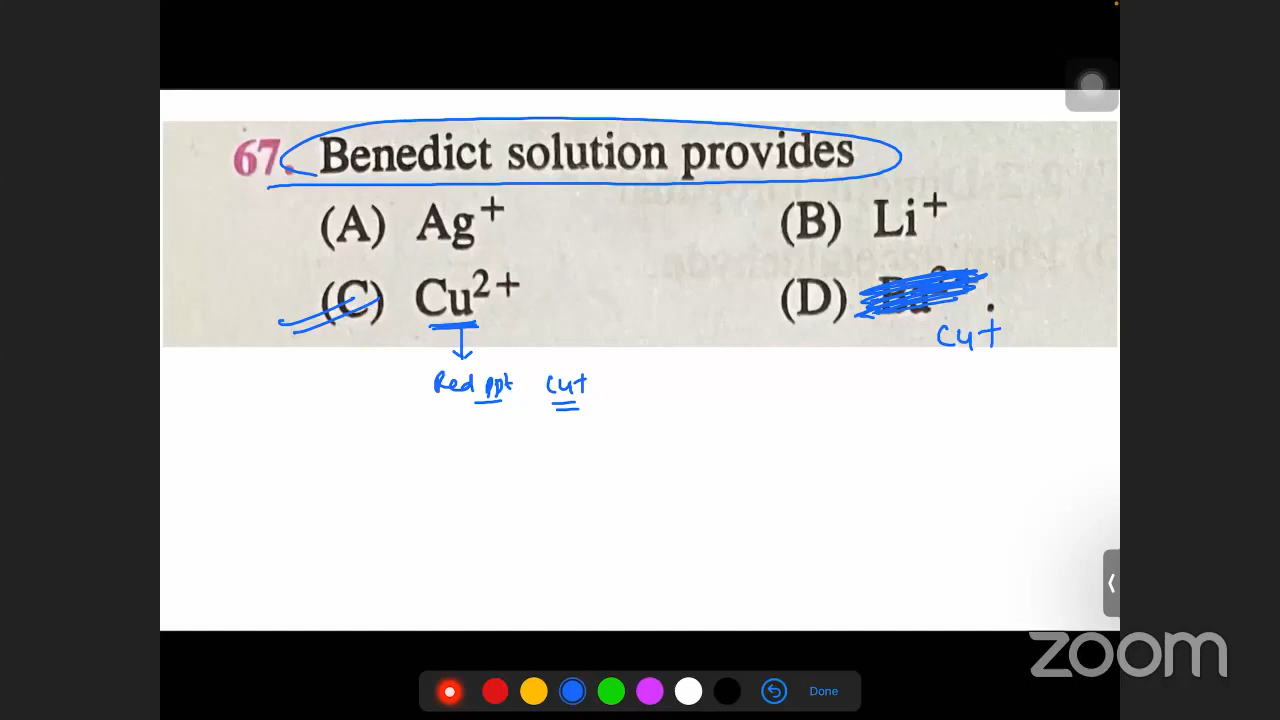 67. Benedict solution provides
(A) Ag+ (B) Li+
(C) Cu2+ (D) .
Cu+
Red ppt Cu+
zoom
Done